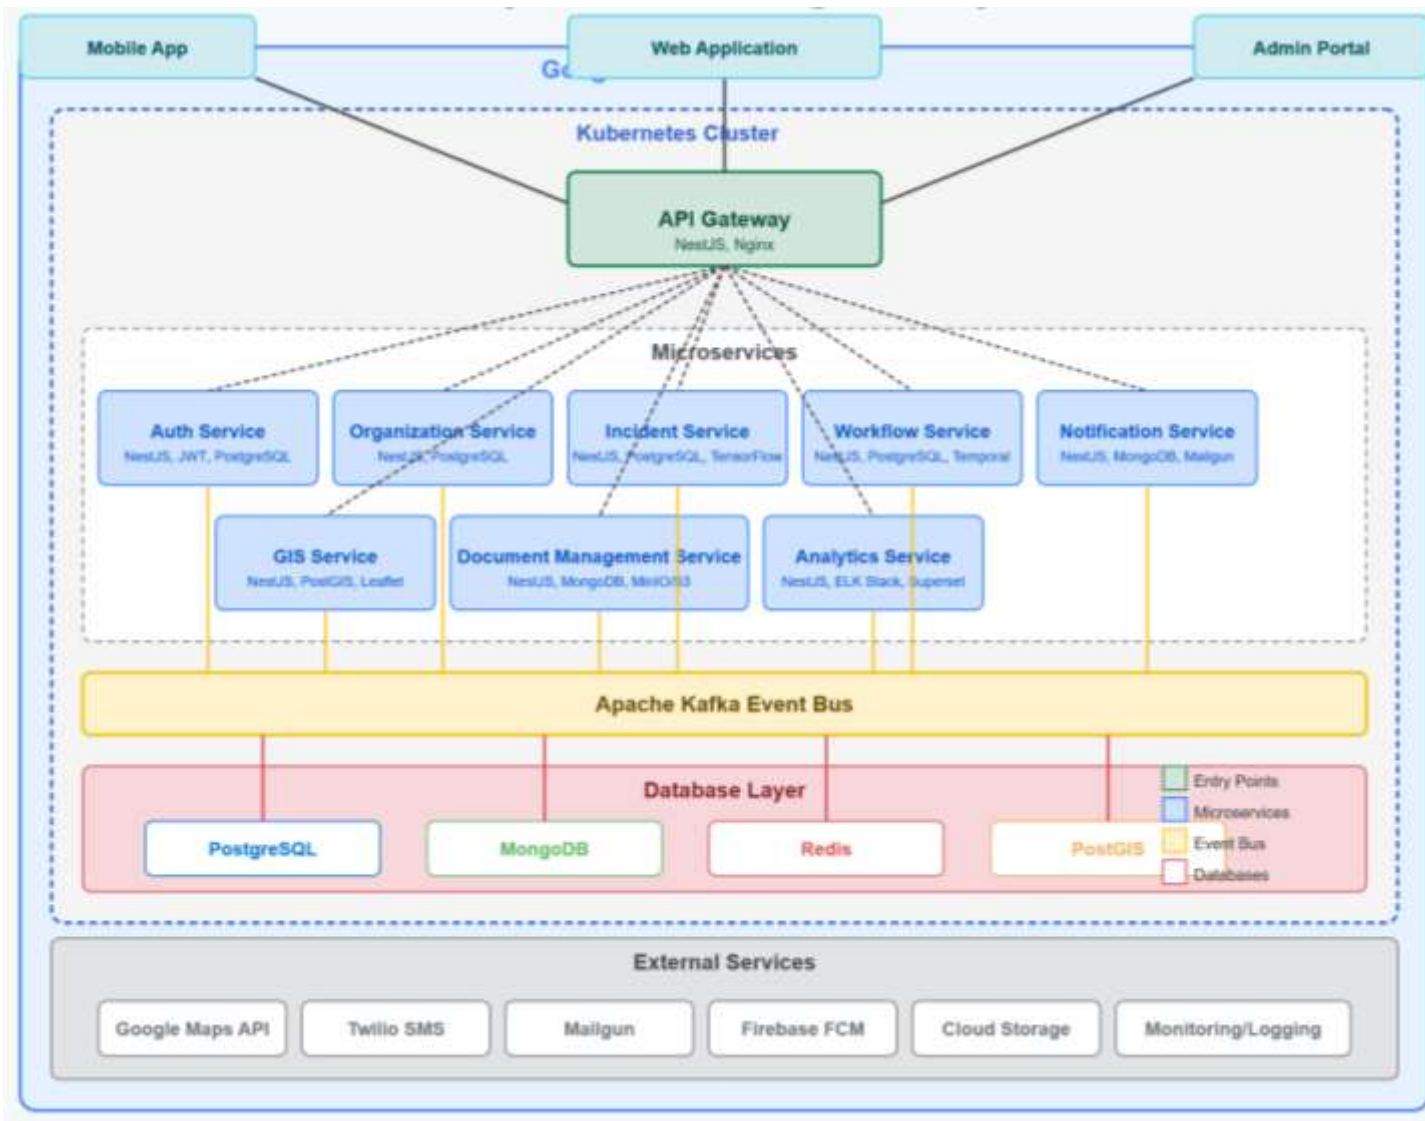 Mobile App
Web Application
Admin Portal
Kubernetes Cluster
API Gateway
NestJS, Nginx
Microservices
Auth Service
NestJS, JWT, PostgreSQL
Organization Service
NestJS, PostgreSQL
Incident Service
NestJS, PostgreSQL, TensorFlow
Workflow Service
NestJS, PostgreSQL, Temporal
Notification Service
NestJS, MongoDB, Mailgun
GIS Service
NestJS, PostGIS, Leaflet
Document Management Service
NestJS, MongoDB, MinIO/S3
Analytics Service
NestJS, ELK Stack, Superset
Apache Kafka Event Bus
Database Layer
PostgreSQL
MongoDB
Redis
PostGIS
Entry Points
Microservices
Event Bus
Databases
External Services
Google Maps API
Twilio SMS
Mailgun
Firebase FCM
Cloud Storage
Monitoring/Logging